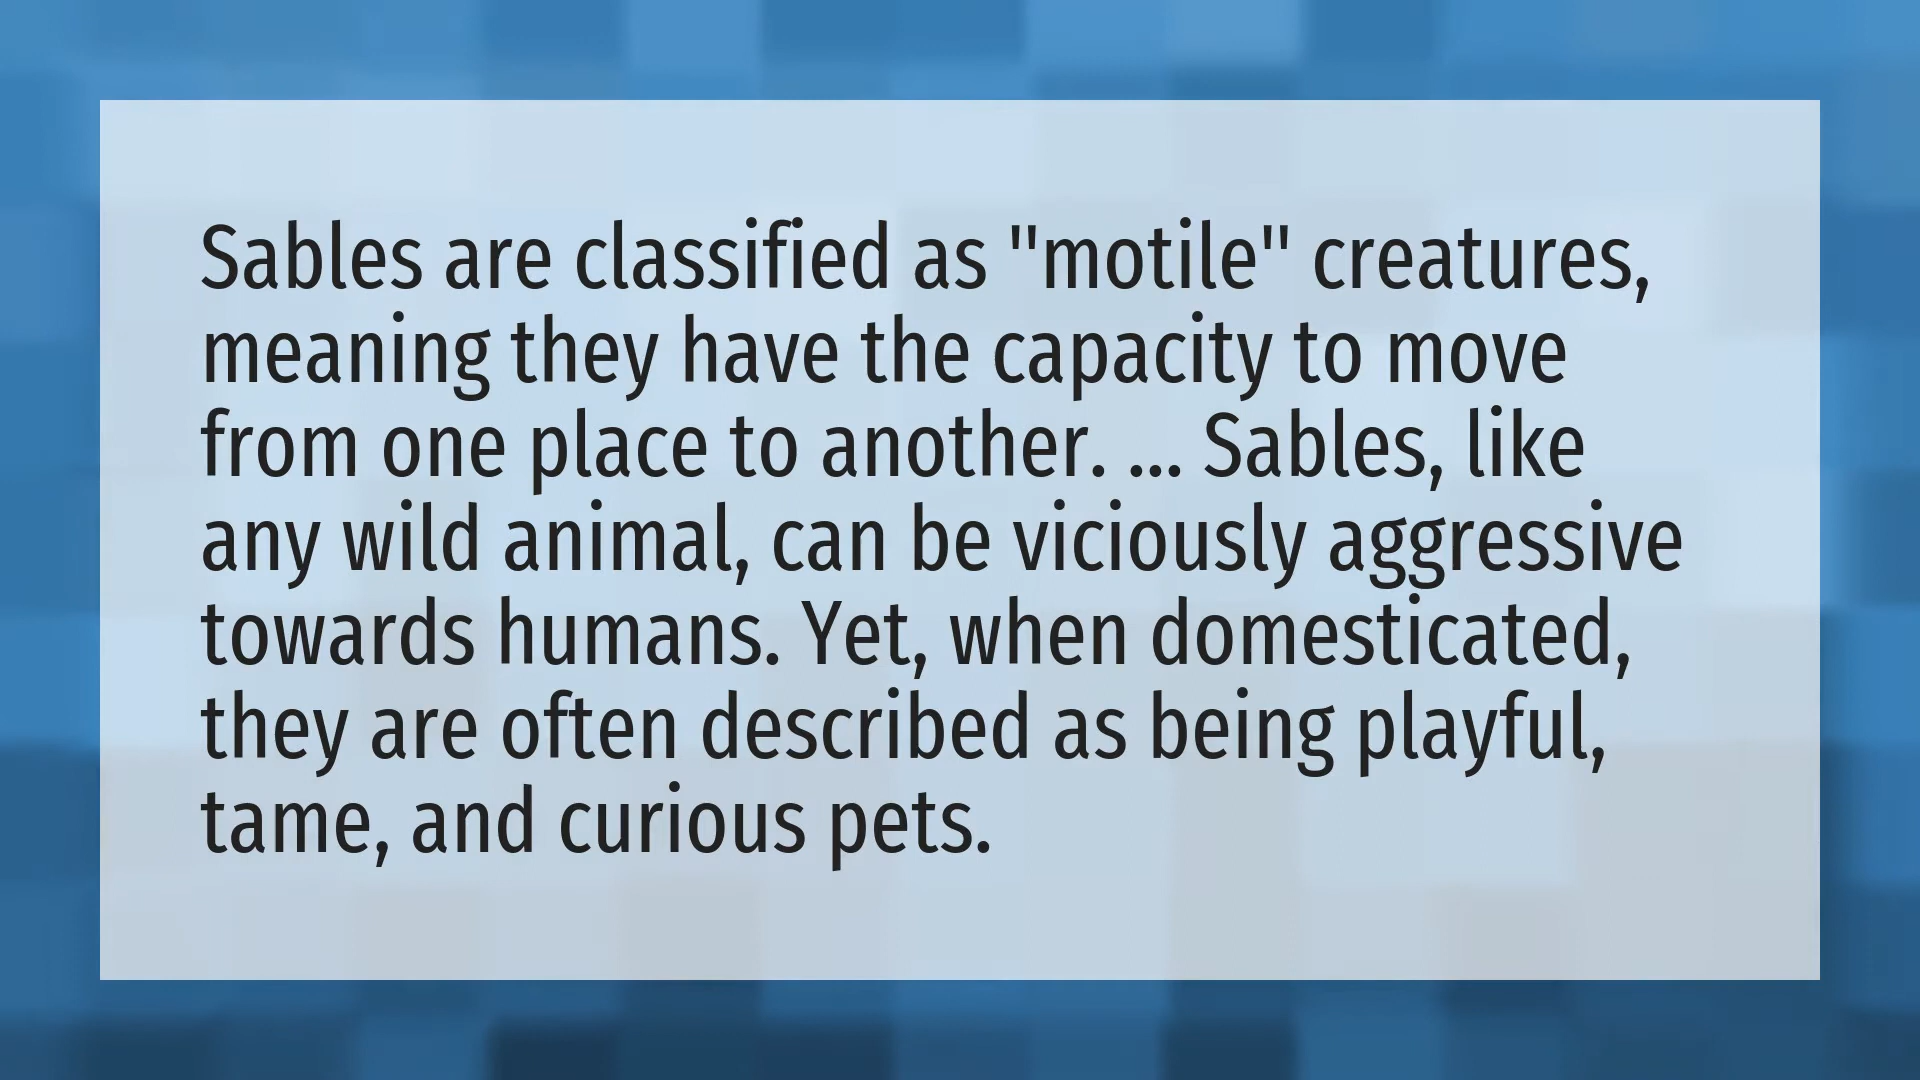 Sables are classified as "motile" creatures,
meaning they have the capacity to move
from one place to another. ... Sables, like
any wild animal, can be viciously aggressive
towards humans. Yet, when domesticated,
they are often described as being playful,
tame, and curious pets.